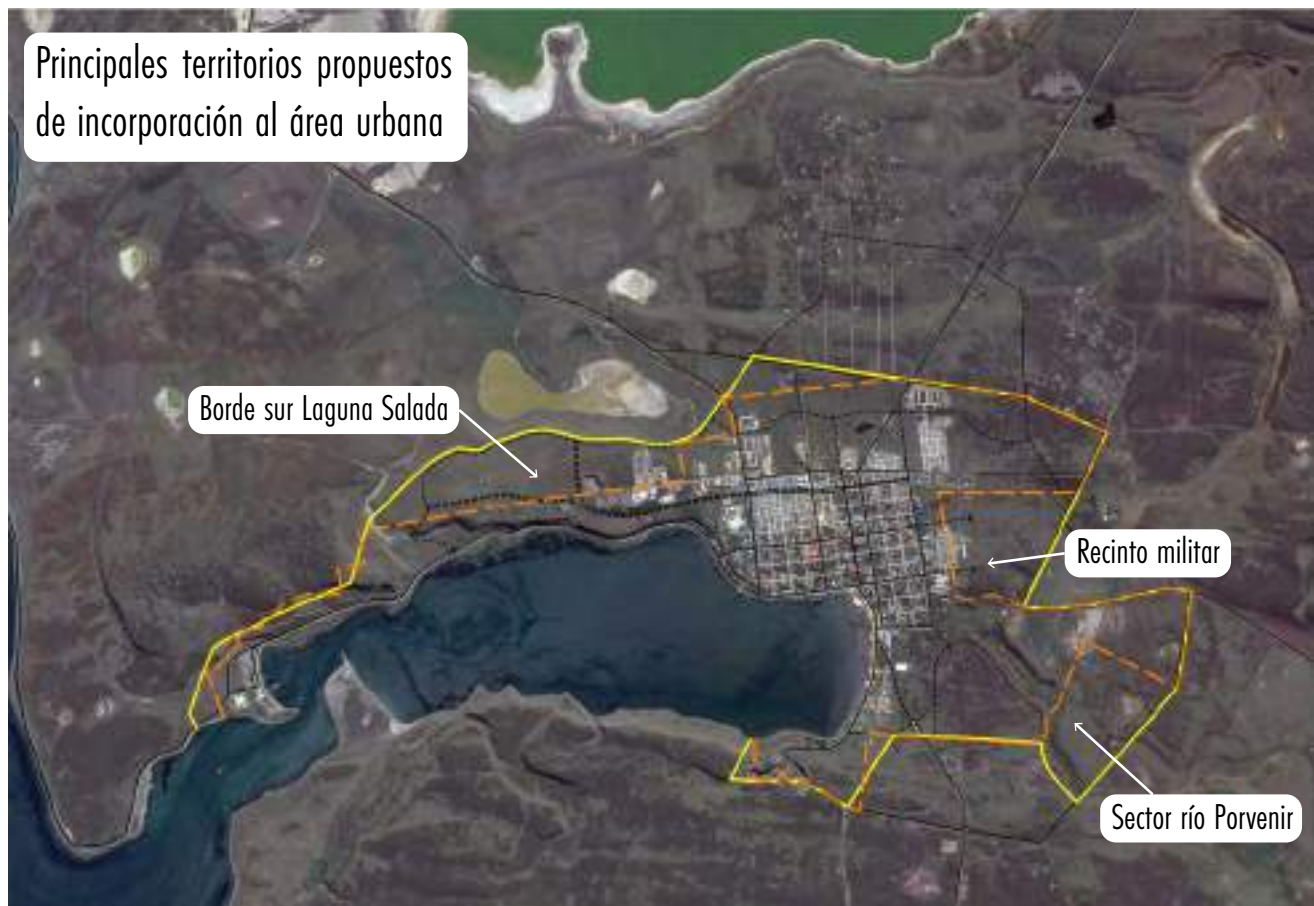 Principales territorios propuestos
de incorporación al área urbana
Borde sur Laguna Salada
Recinto militar
Sector río Porvenir